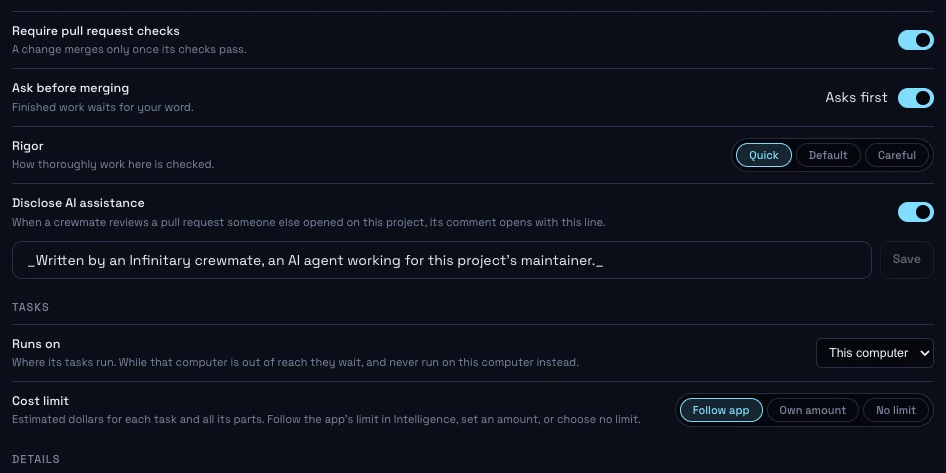 Require pull request checks
A change merges only once its checks pass.
Ask before merging
Finished work waits for your word.
Asks first
Rigor
How thoroughly work here is checked.
Quick
Default
Careful
Disclose AI assistance
When a crewmate reviews a pull request someone else opened on this project, its comment opens with this line.
_Written by an Infinitary crewmate, an AI agent working for this project's maintainer._
Save
TASKS
Runs on
Where its tasks run. While that computer is out of reach they wait, and never run on this computer instead.
This computer
Cost limit
Estimated dollars for each task and all its parts. Follow the app's limit in Intelligence, set an amount, or choose no limit.
Follow app
Own amount
No limit
DETAILS